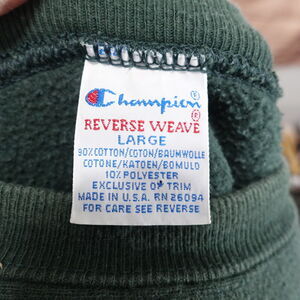 Champion®
REVERSE WEAVE®
LARGE
90% COTTON/COTON/BAUMWOLLE
COTONE/KATOEN/BOMULD
10% POLYESTER
EXCLUSIVE OF TRIM
MADE IN U.S.A. RN 26094
FOR CARE SEE REVERSE